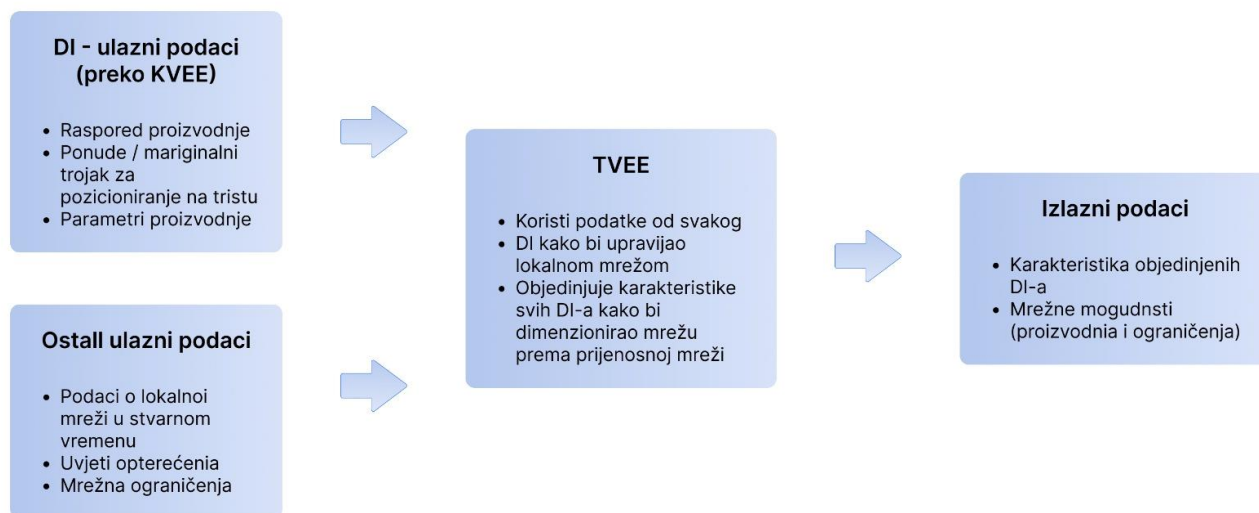 DI - ulazni podaci
(preko KVEE)
• Raspored proizvodnje
• Ponude / mariginalni
trojak za
pozicioniranje na tristu
• Parametri proizvodnje
Ostall ulazni podaci
• Podaci o lokalnoi
mreži u stvarnom
vremenu
• Uvjeti opterećenia
• Mrežna ograničenja
TVEE
• Koristi podatke od svakog
• DI kako bi upravijao
lokalnom mrežom
• Objedinjuje karakteristike
svih DI-a kako bi
dimenzionirao mrežu
prema prijenosnoj mreži
Izlazni podaci
• Karakteristika objedinjenih
DI-a
• Mrežne mogudnsti
(proizvodnia i ograničenja)